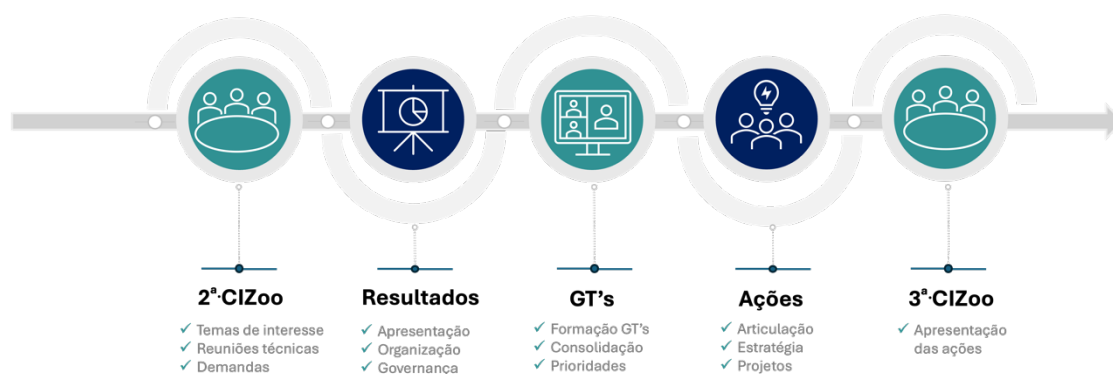 2ª·CIZoo
✓ Temas de interesse
✓ Reuniões técnicas
✓ Demandas
Resultados
✓ Apresentação
✓ Organização
✓ Governança
GT's
✓ Formação GT's
✓ Consolidação
✓ Prioridades
Ações
✓ Articulação
✓ Estratégia
✓ Projetos
3ª·CIZoo
✓ Apresentação
das ações